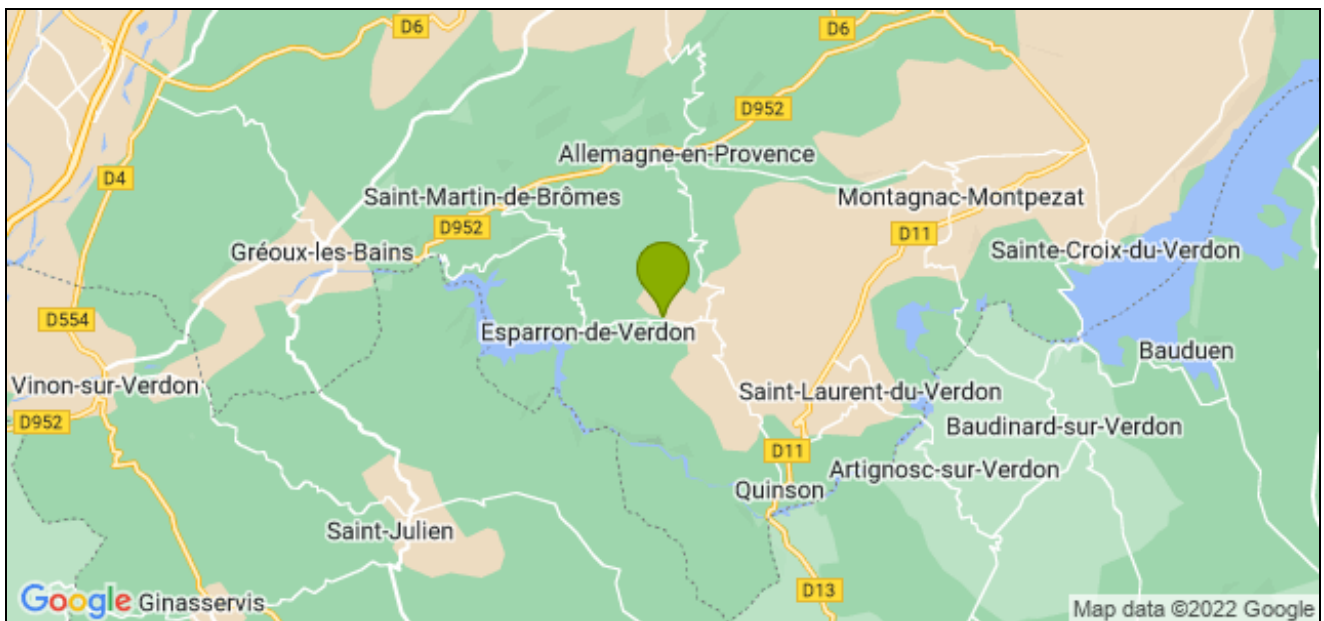 D6
D6
D952
Allemagne-en-Provence
D4
Saint-Martin-de-Brômes
Montagnac-Montpezat
D952
D11
Gréoux-les-Bains
Sainte-Croix-du-Verdon
D554
Esparron-de-Verdon
Bauduen
Vinon-sur-Verdon
Saint-Laurent-du-Verdon
D952
Baudinard-sur-Verdon
D11
Artignosc-sur-Verdon
Quinson
Saint-Julien
D13
Google
Ginasservis
Map data ©2022 Google